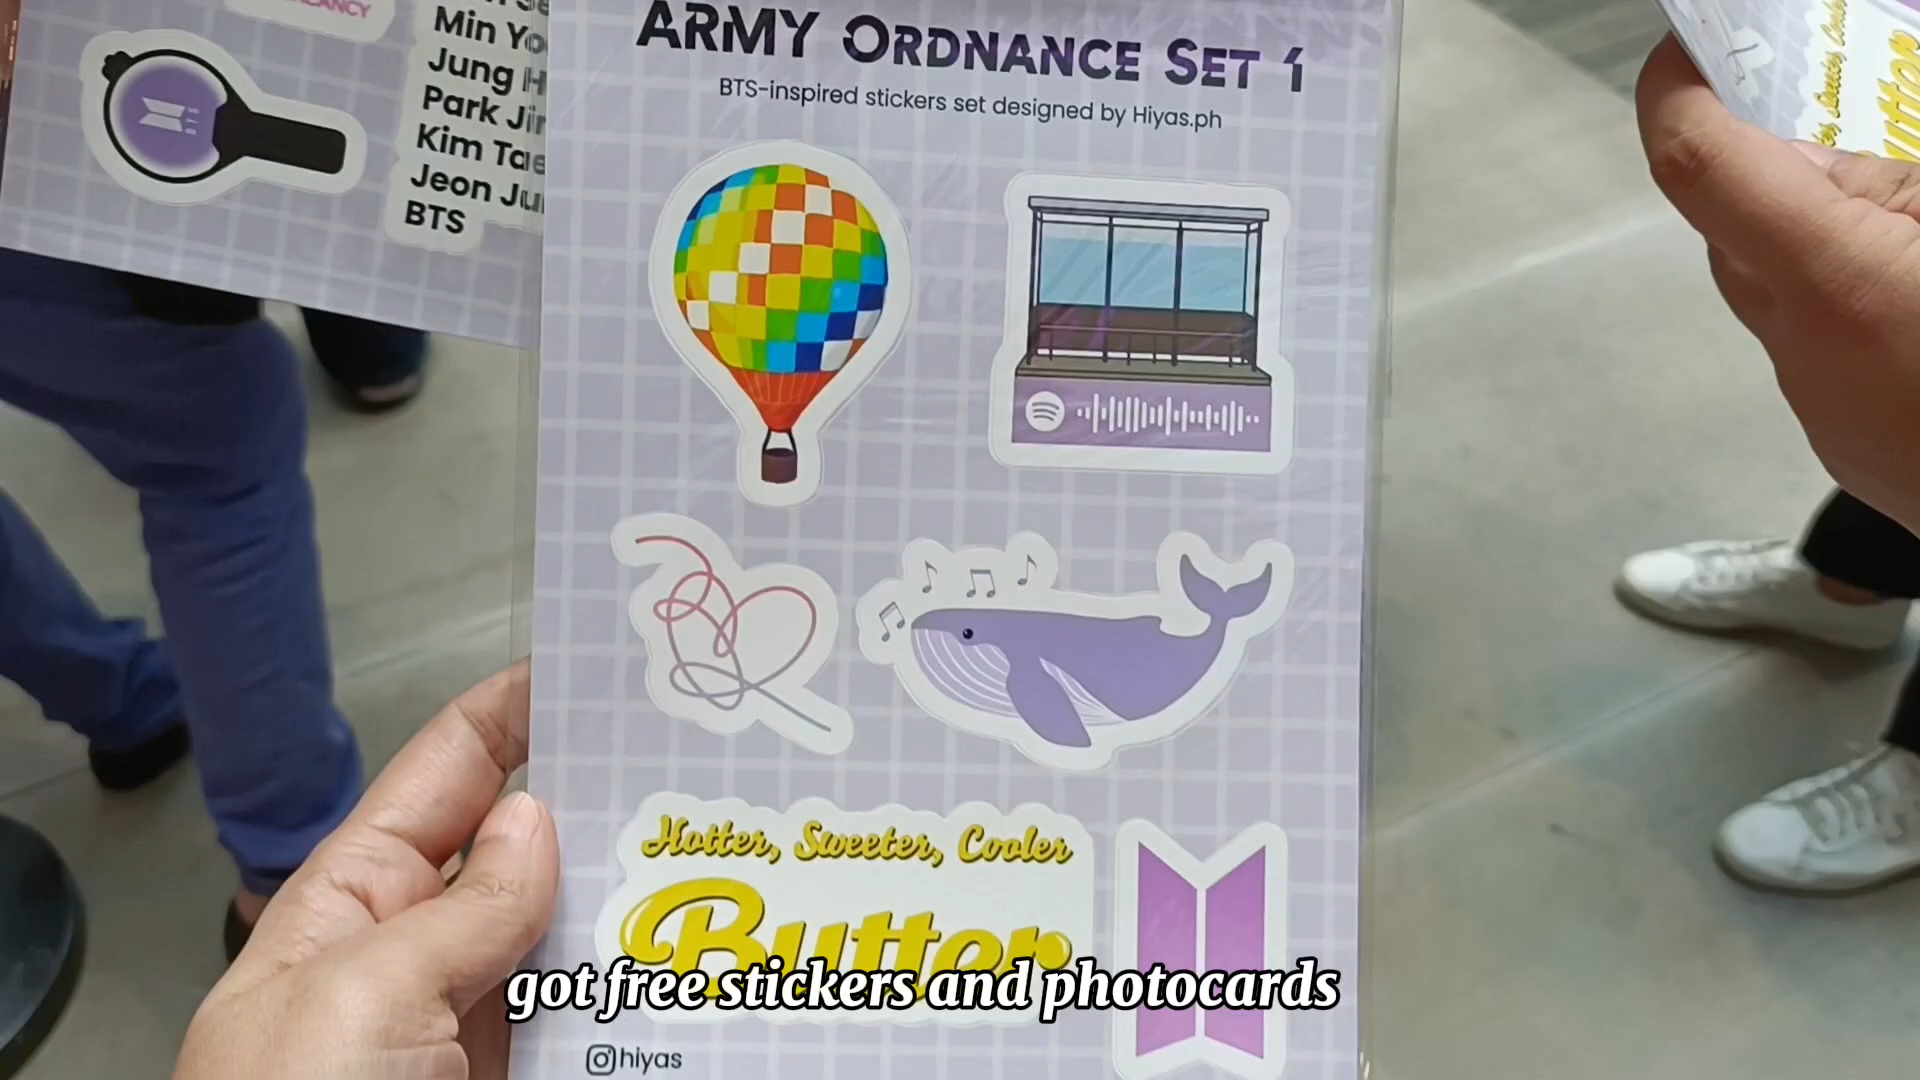 Min Yo
Jung H
Park Jin
Kim Tae
Jeon Ju
BTS
ARMY ORDNANCE SET 1
BTS-inspired stickers set designed by Hiyas.ph
Hotter, Sweeter, Cooler
Butter
got free stickers and photocards
hiyas